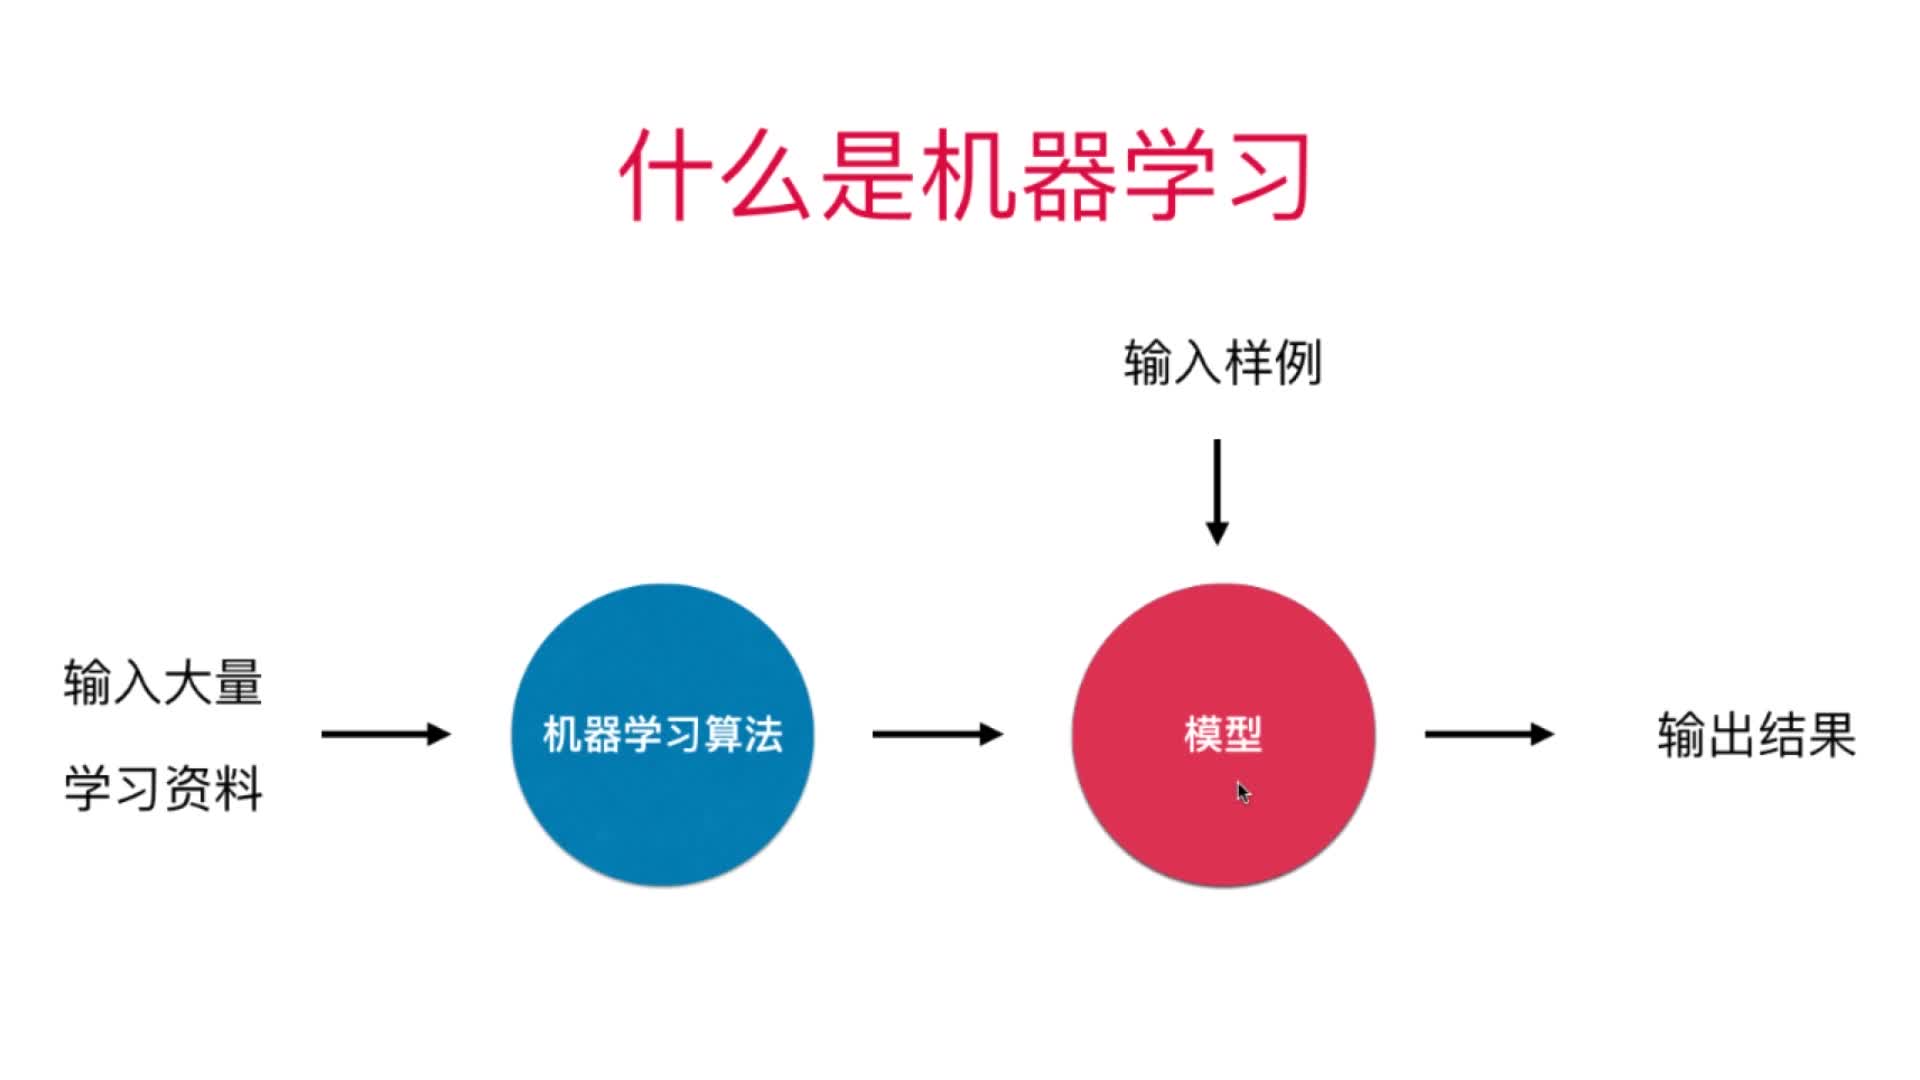 什么是机器学习
输入样例
输入大量
学习资料
机器学习算法
模型
输出结果